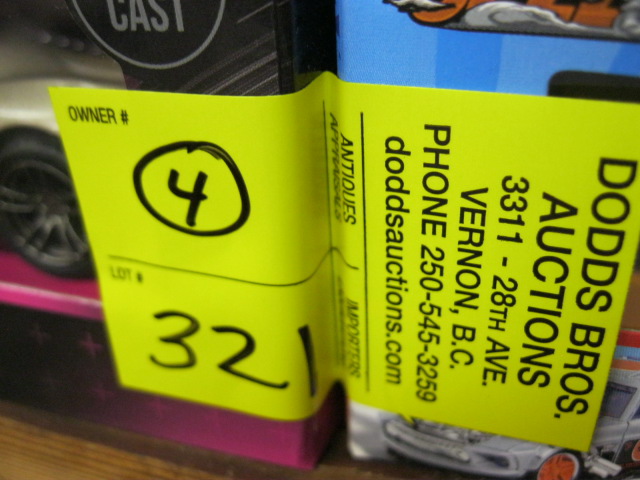 CAST
OWNER #
4
LOT #
321
ANTIQUES
APPRAISALS
IMPORTERS
DODDS BROS.
AUCTIONS
3311 - 28TH AVE.
VERNON, B.C.
PHONE 250-545-3259
doddsauctions.com